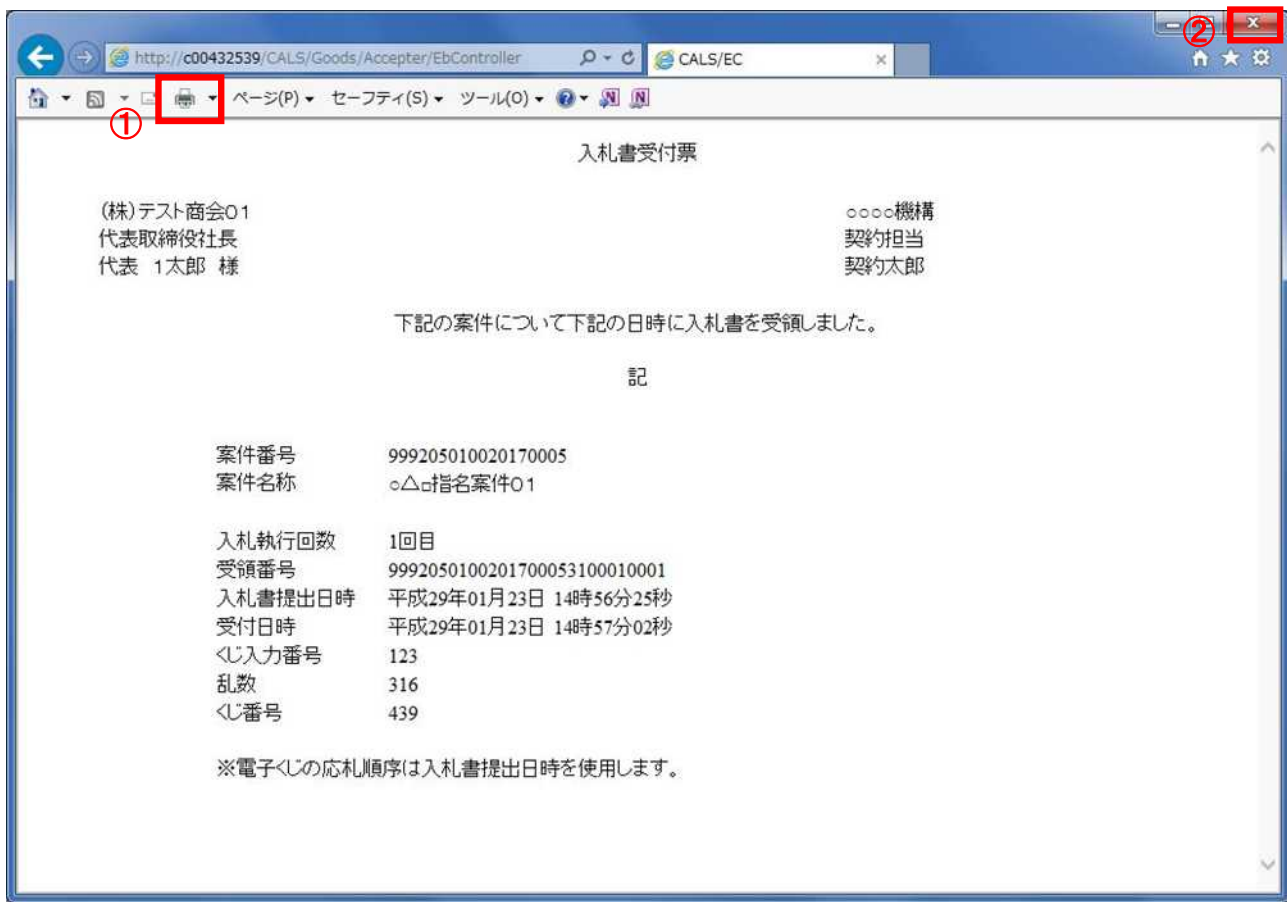 ②
http://c00432539/CALS/Goods/Accepter/EbController
CALS/EC
ページ(P) セーフティ(S) ツール(O)
①
入札書受付票
(株)テスト商会01 ○○○○機構
代表取締役社長 契約担当
代表 1太郎 様 契約太郎
下記の案件について下記の日時に入札書を受領しました。
記
案件番号 999205010020170005
案件名称 ○△□指名案件01
入札執行回数 1回目
受領番号 9992050100201700053100010001
入札書提出日時 平成29年01月23日 14時56分25秒
受付日時 平成29年01月23日 14時57分02秒
くじ入力番号 123
乱数 316
くじ番号 439
※電子くじの応札順序は入札書提出日時を使用します。